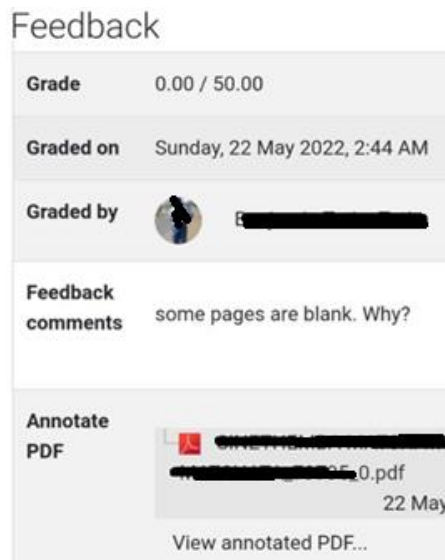 Feedback
Grade 0.00 / 50.00
Graded on Sunday, 22 May 2022, 2:44 AM
Graded by
Feedback
comments
some pages are blank. Why?
Annotate
PDF
_0.pdf
22 May
View annotated PDF...